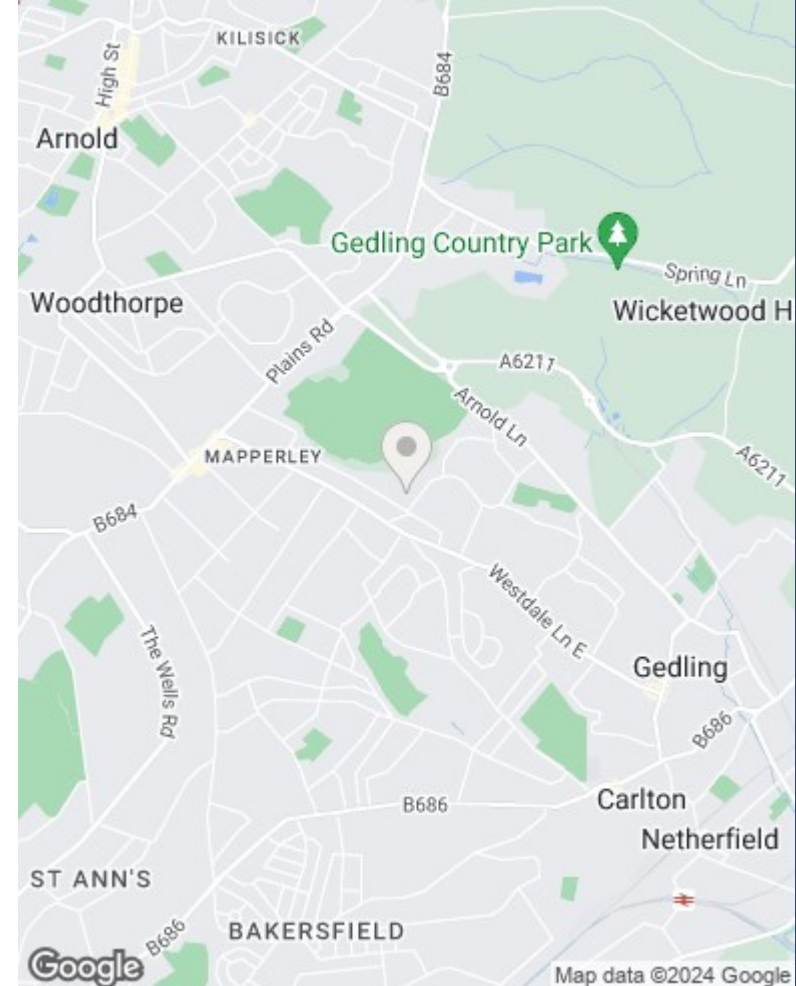 KILISICK
High St
B684
Arnold
Gedling Country Park
Spring Ln
Woodthorpe
Wicketwood H
Plains Rd
A6211
Arnold Ln
MAPPERLEY
A6211
B684
Westdale Ln E
The Wells Rd
Gedling
B686
B686
Carlton
Netherfield
ST ANN'S
BAKERSFIELD
B686
Google
Map data ©2024 Google